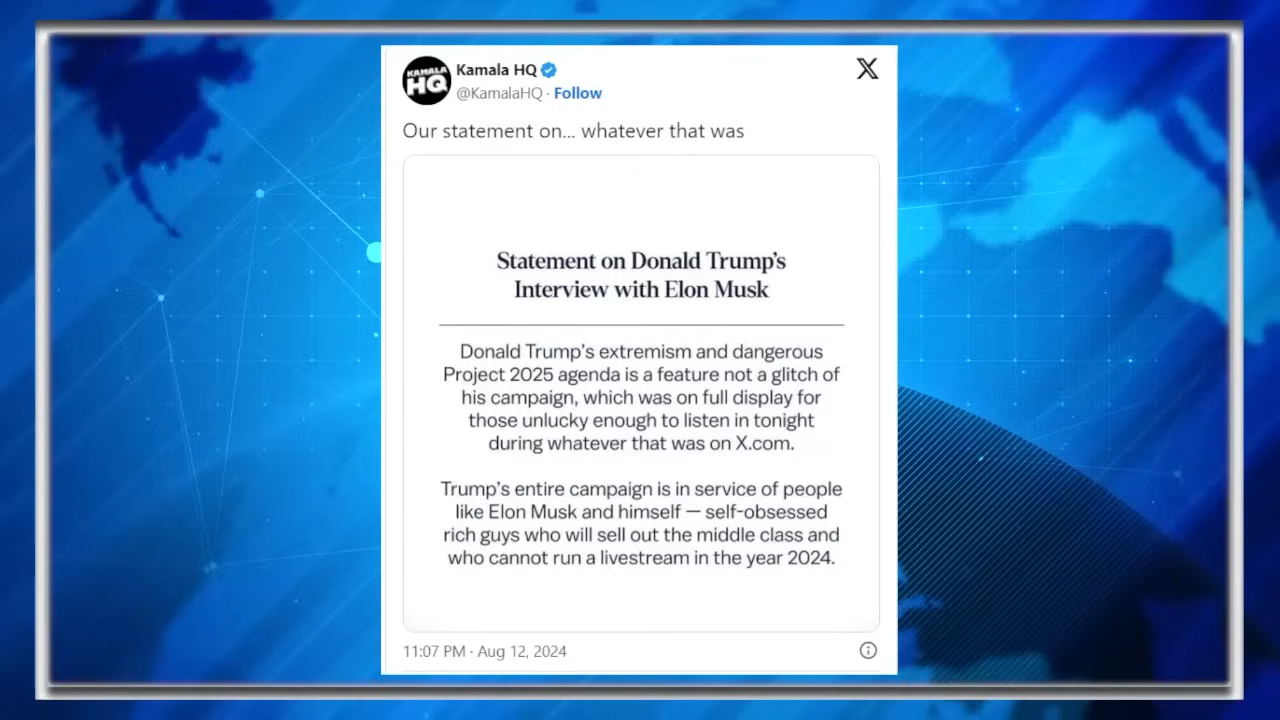 KAMALA
HQ
Kamala HQ
@KamalaHQ · Follow
X
Our statement on... whatever that was
Statement on Donald Trump's
Interview with Elon Musk
Donald Trump's extremism and dangerous
Project 2025 agenda is a feature not a glitch of
his campaign, which was on full display for
those unlucky enough to listen in tonight
during whatever that was on X.com.
Trump's entire campaign is in service of people
like Elon Musk and himself — self-obsessed
rich guys who will sell out the middle class and
who cannot run a livestream in the year 2024.
11:07 PM · Aug 12, 2024